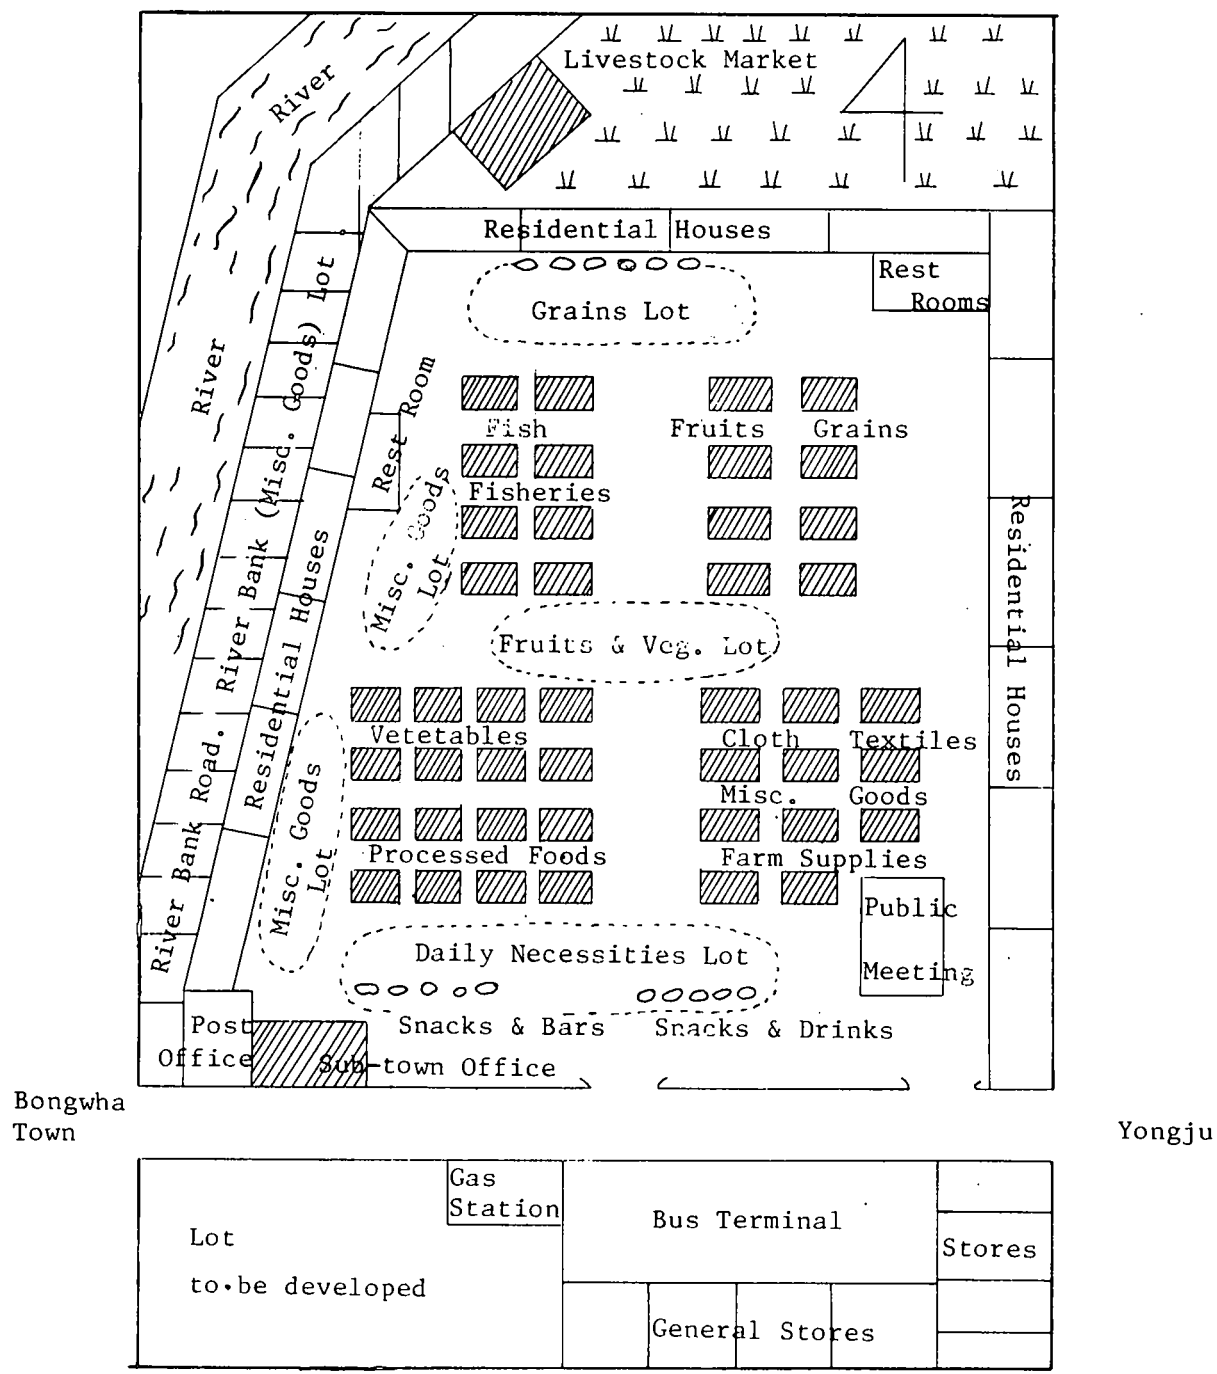 Livestock Market
River
Residential Houses
Rest
Rooms
Grains Lot
River
River Bank (Misc. Goods) Lot
Rest Room
Fish
Fruits
Grains
Fisheries
Misc. Goods
Lot
Residential Houses
Residential Houses
Fruits & Veg. Lot
Vetetables
Cloth
Textiles
Misc.
Goods
Misc. Goods
Lot
River Bank Road.
Processed Foods
Farm Supplies
Public
Meeting
Daily Necessities Lot
Snacks & Bars
Snacks & Drinks
Post
Office
Sub-town Office
Bongwha
Town
Yongju
Gas
Station
Bus Terminal
Lot
to be developed
Stores
General Stores